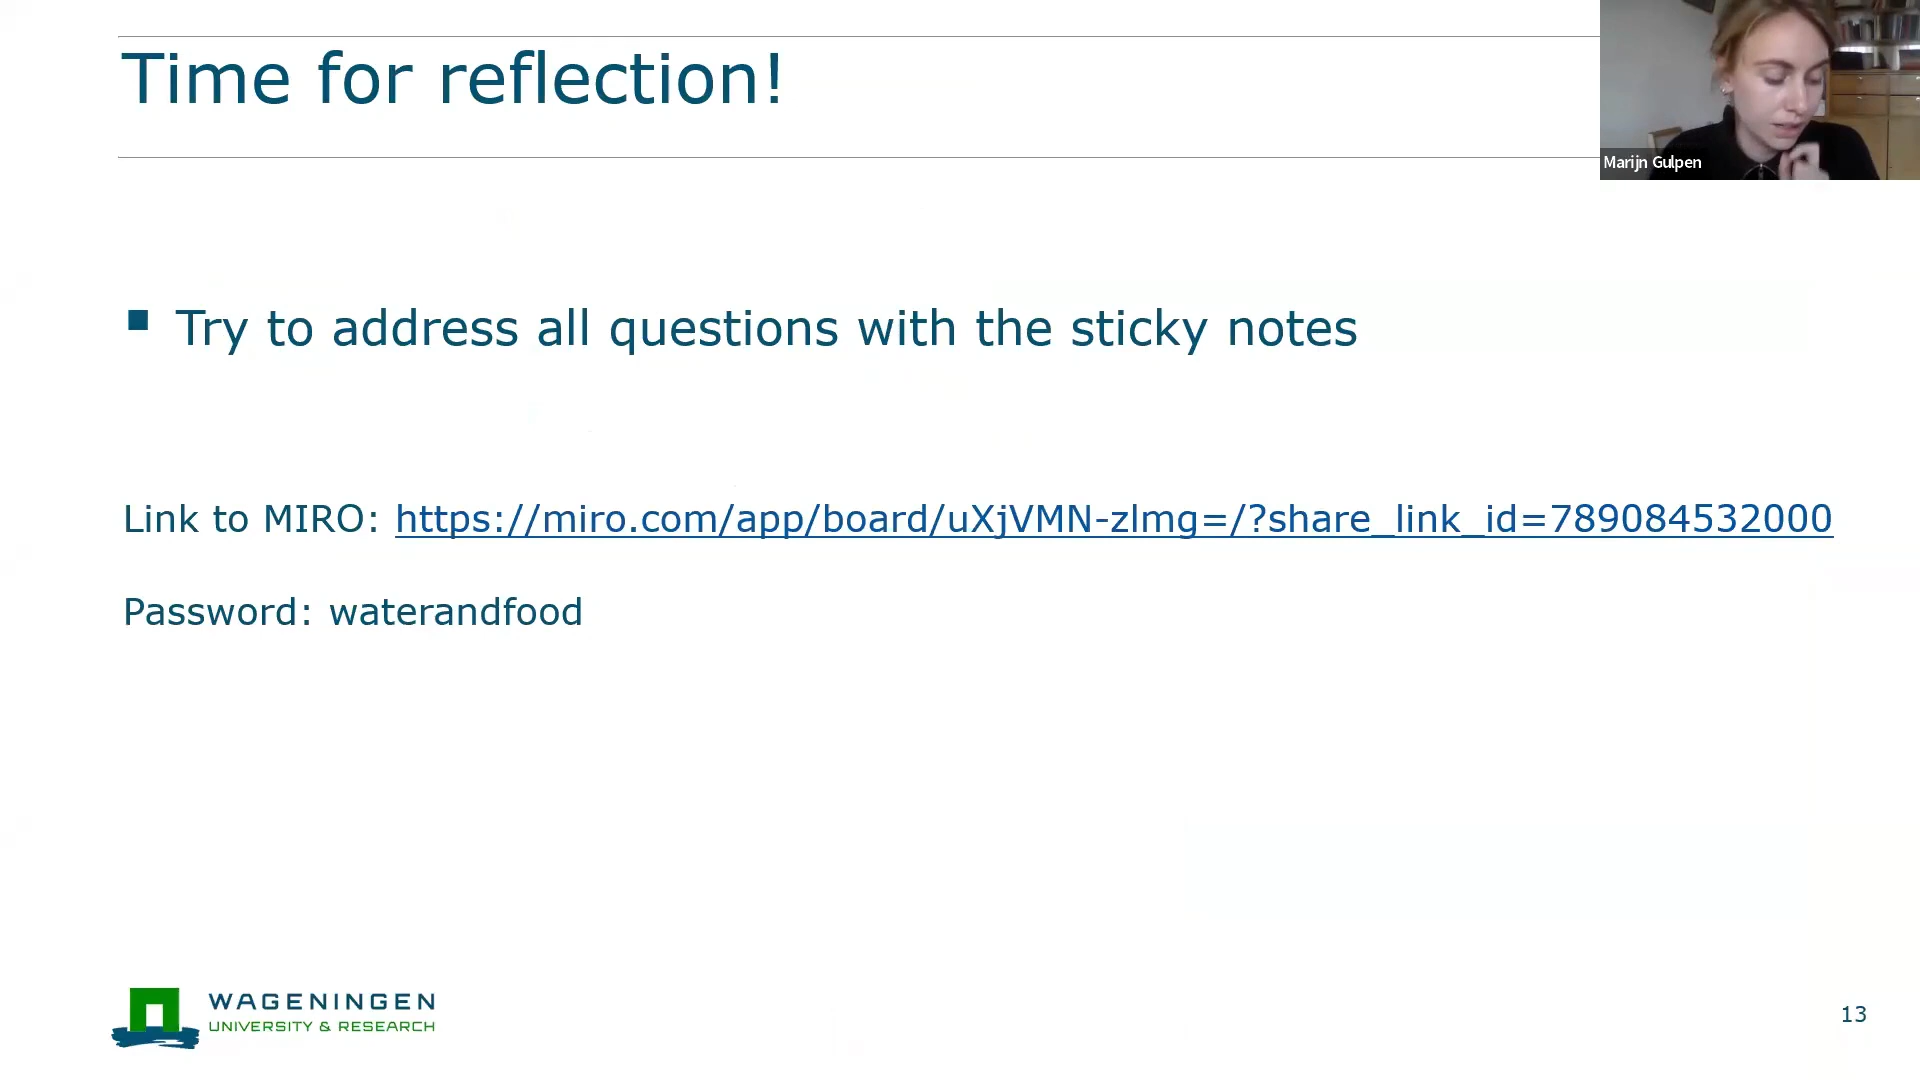 Time for reflection!
Marijn Gulpen
Try to address all questions with the sticky notes
Link to MIRO: https://miro.com/app/board/uXjVMN-zlmg=/?share_link_id=789084532000
Password: waterandfood
WAGENINGEN
UNIVERSITY & RESEARCH
13